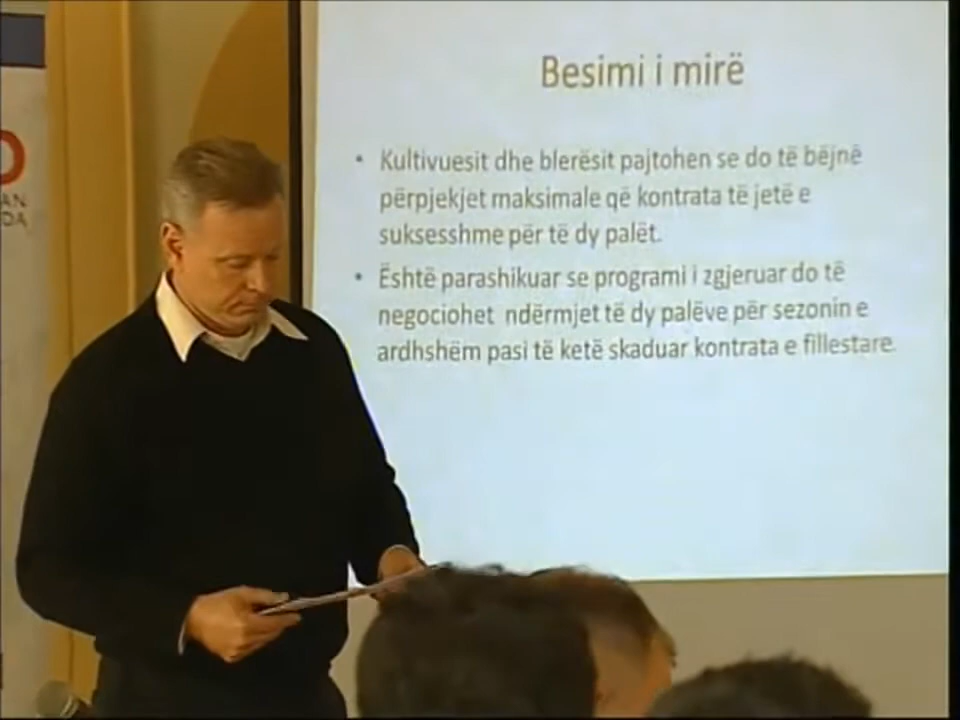 Besimi i mirë
• Kultivuesit dhe blerësit pajtohen se do të bëjnë
përpjekjet maksimale që kontrata të jetë e
suksesshme për të dy palët.
• Është parashikuar se programi i zgjeruar do të
negociohet ndërmjet të dy palëve për sezonin e
ardhshëm pasi të ketë skaduar kontrata e fillestare.
AN
DA